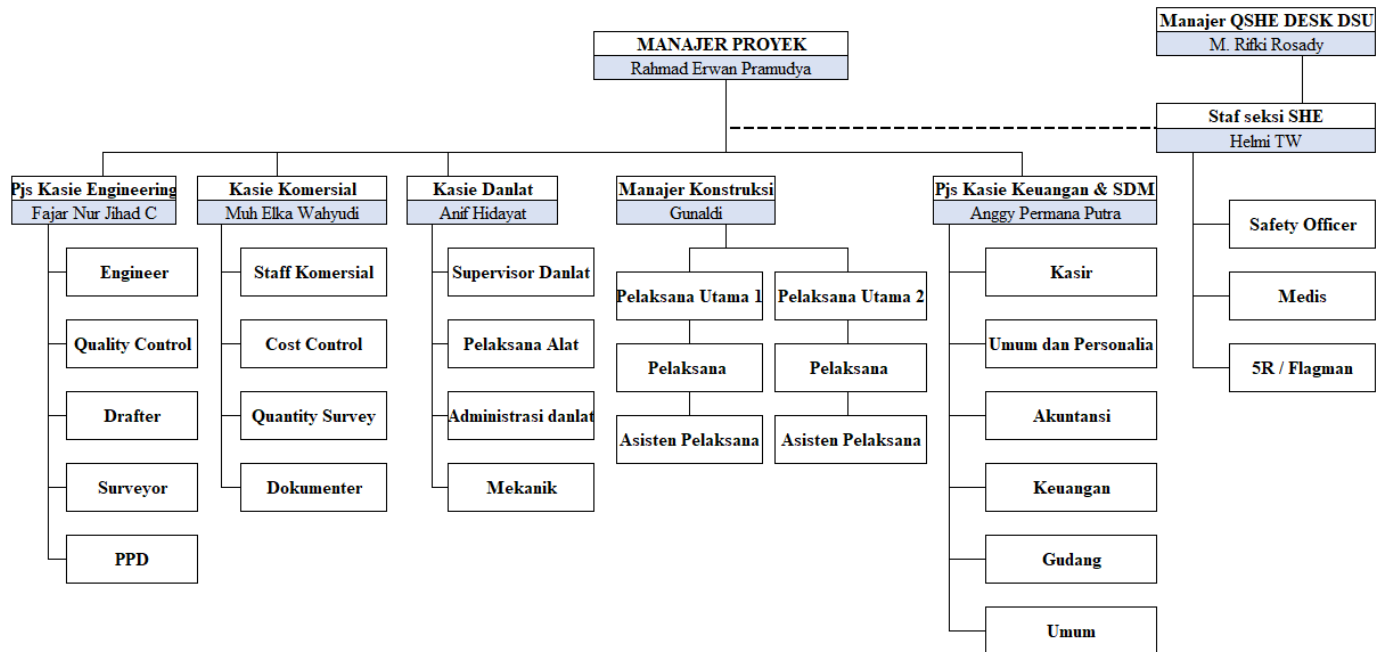 Manajer QSHE DESK DSU
M. Rifki Rosady
MANAJER PROYEK
Rahmad Erwan Pramudya
Staf seksi SHE
Helmi TW
Pjs Kasie Engineering
Fajar Nur Jihad C
Kasie Komersial
Muh Elka Wahyudi
Kasie Danlat
Anif Hidayat
Manajer Konstruksi
Gunaldi
Pjs Kasie Keuangan & SDM
Anggy Permana Putra
Engineer
Quality Control
Drafter
Surveyor
PPD
Staff Komersial
Cost Control
Quantity Survey
Dokumenter
Supervisor Danlat
Pelaksana Alat
Administrasi danlat
Mekanik
Pelaksana Utama 1
Pelaksana
Asisten Pelaksana
Pelaksana Utama 2
Pelaksana
Asisten Pelaksana
Kasir
Umum dan Personalia
Akuntansi
Keuangan
Gudang
Umum
Safety Officer
Medis
5R / Flagman